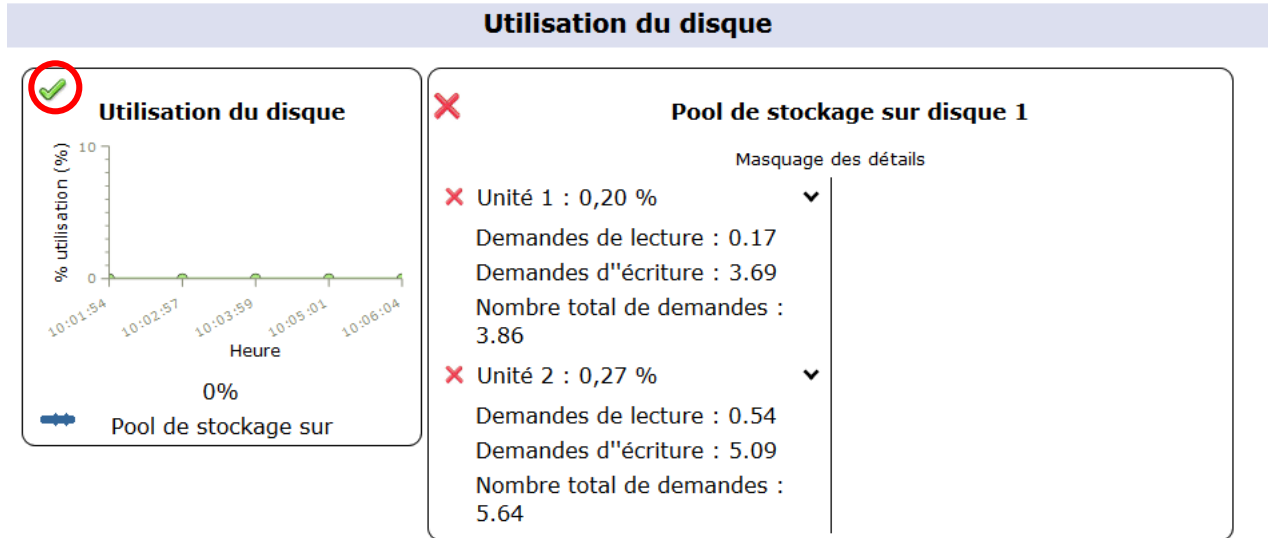 Utilisation du disque
Utilisation du disque
% utilisation (%)
10
0
10:01:54
10:02:57
10:03:59
10:05:01
10:06:04
Heure
0%
Pool de stockage sur
Pool de stockage sur disque 1
Masquage des détails
Unité 1 : 0,20 %
Demandes de lecture : 0.17
Demandes d''écriture : 3.69
Nombre total de demandes :
3.86
Unité 2 : 0,27 %
Demandes de lecture : 0.54
Demandes d''écriture : 5.09
Nombre total de demandes :
5.64